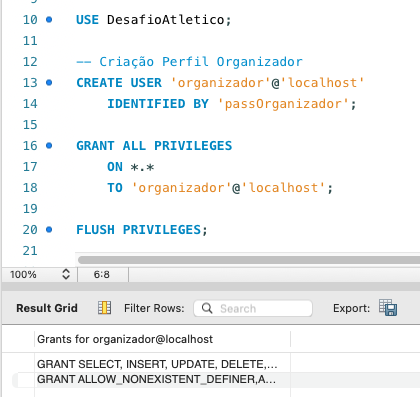 10 USE DesafioAtletico;
11
12 -- Criação Perfil Organizador
13 CREATE USER 'organizador'@'localhost'
14 IDENTIFIED BY 'passOrganizador';
15
16 GRANT ALL PRIVILEGES
17 ON *.*
18 TO 'organizador'@'localhost';
19
20 FLUSH PRIVILEGES;
21
100% 6:8
Result Grid Filter Rows: Search Export:
Grants for organizador@localhost
GRANT SELECT, INSERT, UPDATE, DELETE,...
GRANT ALLOW_NONEXISTENT_DEFINER,A...